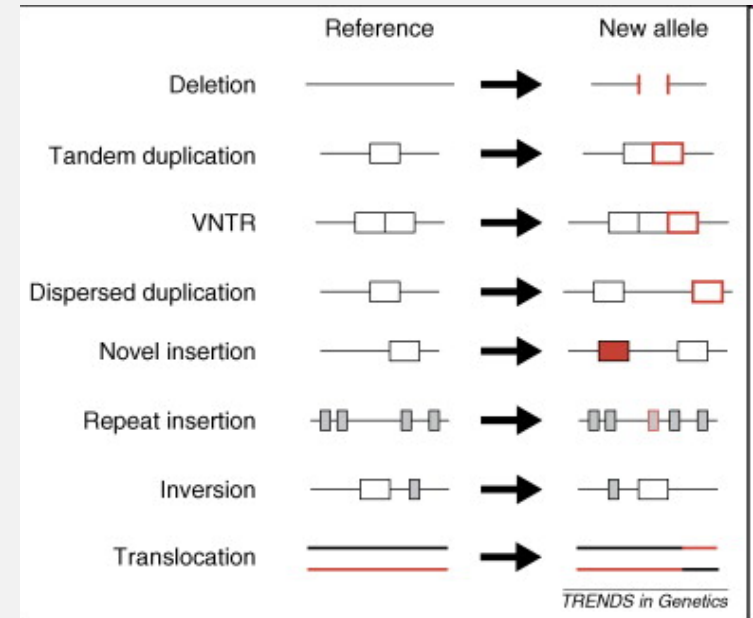 Reference New allele
Deletion
Tandem duplication
VNTR
Dispersed duplication
Novel insertion
Repeat insertion
Inversion
Translocation
TRENDS in Genetics